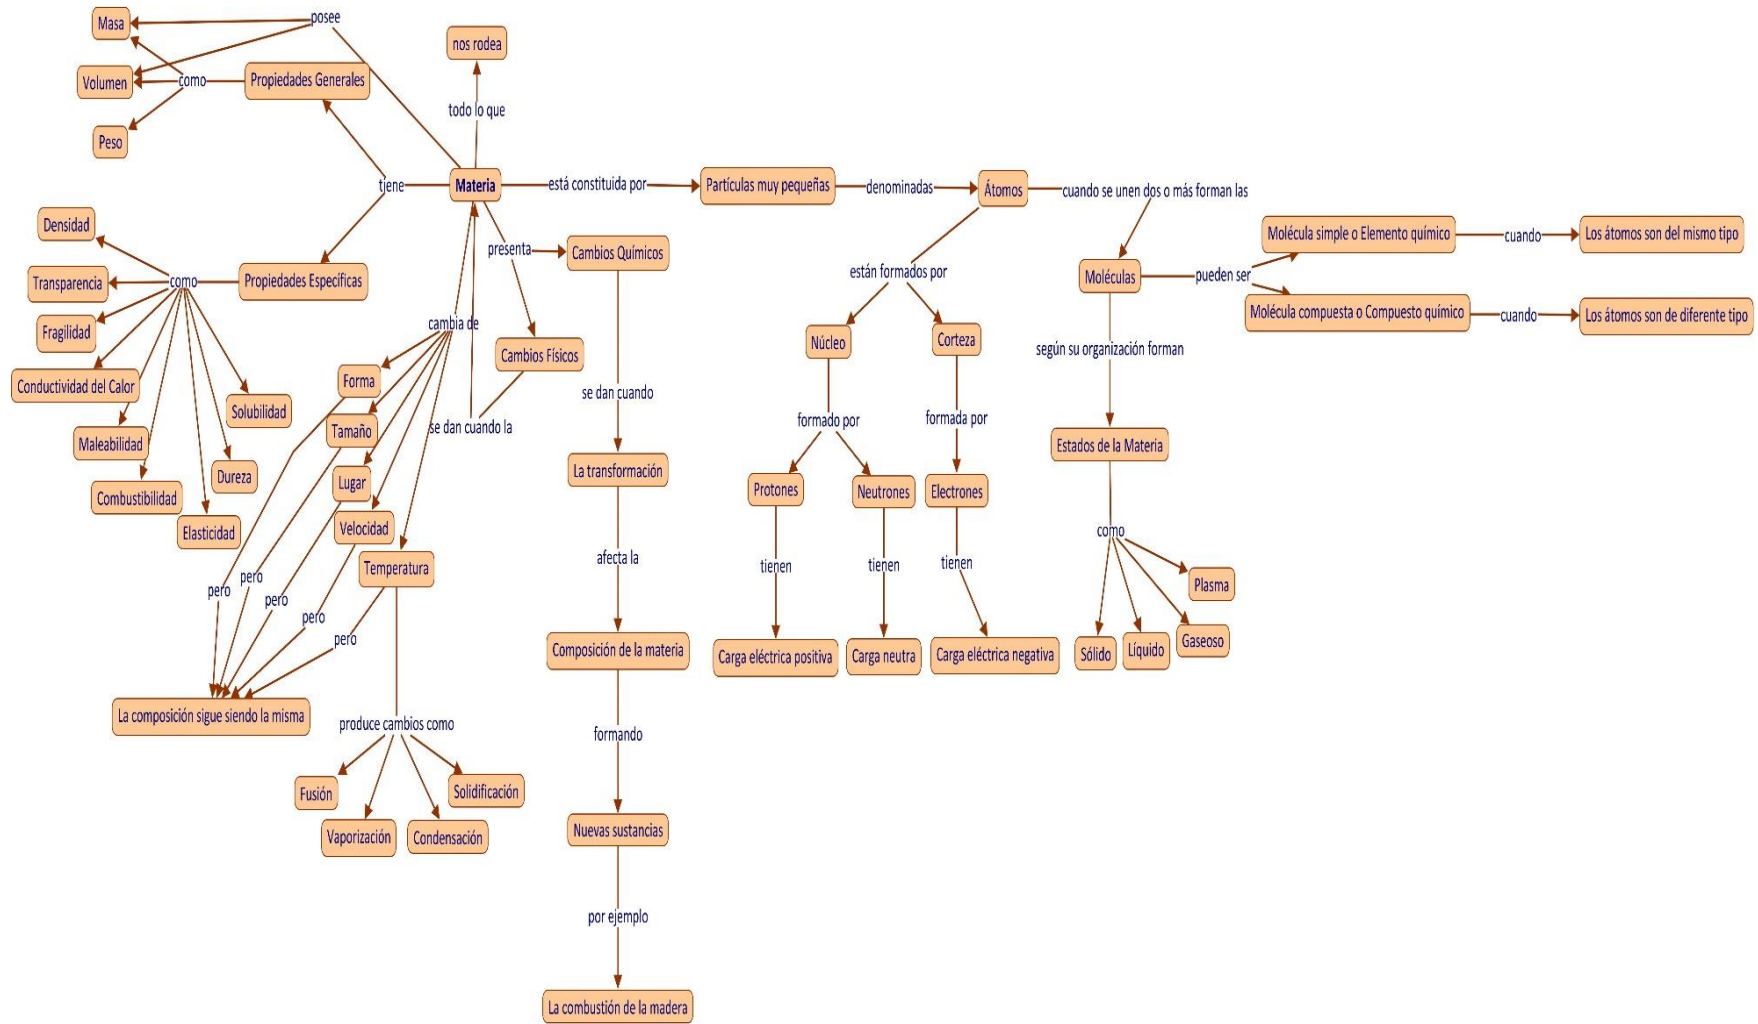 Masa
posee
nos rodea
Volumen
como
Propiedades Generales
todo lo que
Peso
tiene
Materia
está constituida por
Partículas muy pequeñas
denominadas
Átomos
cuando se unen dos o más forman las
Densidad
presenta
Cambios Químicos
Molécula simple o Elemento químico
cuando
Los átomos son del mismo tipo
Transparencia
como
Propiedades Específicas
están formados por
Moléculas
pueden ser
Molécula compuesta o Compuesto químico
cuando
Los átomos son de diferente tipo
Fragilidad
cambia de
Cambios Físicos
Núcleo
Corteza
según su organización forman
Conductividad del Calor
Forma
se dan cuando
Solubilidad
Tamaño
se dan cuando la
formado por
formada por
Maleabilidad
Estados de la Materia
Dureza
Lugar
La transformación
Combustibilidad
Protones
Neutrones
Electrones
Elasticidad
Velocidad
como
Temperatura
afecta la
tienen
tienen
tienen
Plasma
pero
pero
pero
pero
pero
Composición de la materia
Carga eléctrica positiva
Carga neutra
Carga eléctrica negativa
Sólido
Líquido
Gaseoso
La composición sigue siendo la misma
produce cambios como
formando
Fusión
Solidificación
Vaporización
Condensación
Nuevas sustancias
por ejemplo
La combustión de la madera